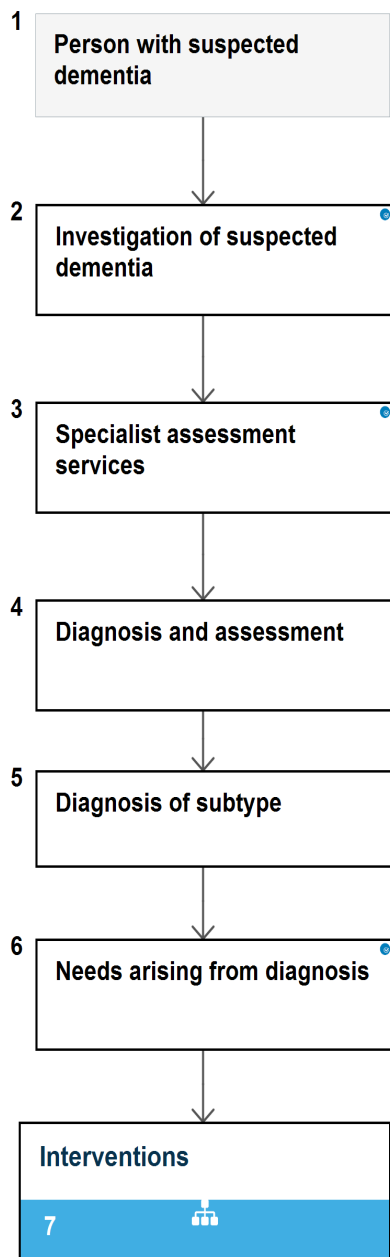 1
Person with suspected
dementia
2
Investigation of suspected
dementia
3
Specialist assessment
services
4
Diagnosis and assessment
5
Diagnosis of subtype
6
Needs arising from diagnosis
Interventions
7